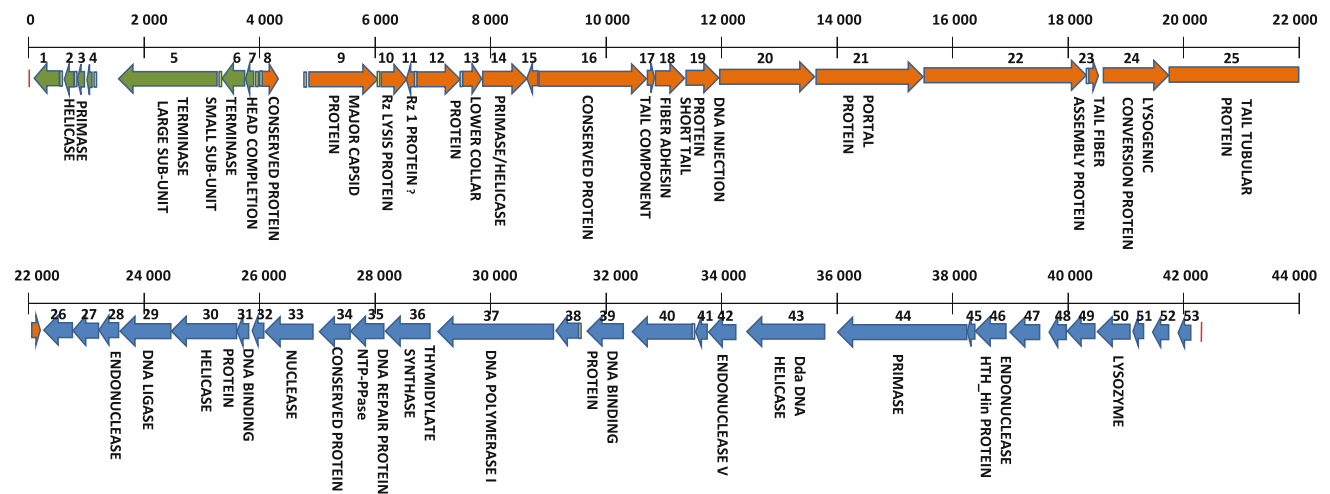 0 2 000 4 000 6 000 8 000 10 000 12 000 14 000 16 000 18 000 20 000 22 000
1 2 3 4 5 6 7 8 9 10 11 12 13 14 15 16 17 18 19 20 21 22 23 24 25
HELICASE
PRIMASE
TERMINASE
LARGE SUB-UNIT
TERMINASE
SMALL SUB-UNIT
HEAD COMPLETION
CONSERVED PROTEIN
MAJOR CAPSID
PROTEIN
Rz LYSIS PROTEIN
Rz 1 PROTEIN ?
LOWER COLLAR
PROTEIN
PRIMASE/HELICASE
CONSERVED PROTEIN
TAIL COMPONENT
FIBER ADHESIN
SHORT TAIL
DNA INJECTION
PROTEIN
PORTAL
PROTEIN
TAIL FIBER
ASSEMBLY PROTEIN
LYSOGENIC
CONVERSION PROTEIN
TAIL TUBULAR
PROTEIN
22 000 24 000 26 000 28 000 30 000 32 000 34 000 36 000 38 000 40 000 42 000 44 000
26 27 28 29 30 31 32 33 34 35 36 37 38 39 40 41 42 43 44 45 46 47 48 49 50 51 52 53
ENDONUCLEASE
DNA LIGASE
HELICASE
DNA BINDING
PROTEIN
NUCLEASE
CONSERVED PROTEIN
NTP-PPase
DNA REPAIR PROTEIN
THYMIDYLATE
SYNTHASE
DNA POLYMERASE I
DNA BINDING
PROTEIN
ENDONUCLEASE V
Dda DNA
HELICASE
PRIMASE
HTH_Hin PROTEIN
ENDONUCLEASE
LYSOZYME